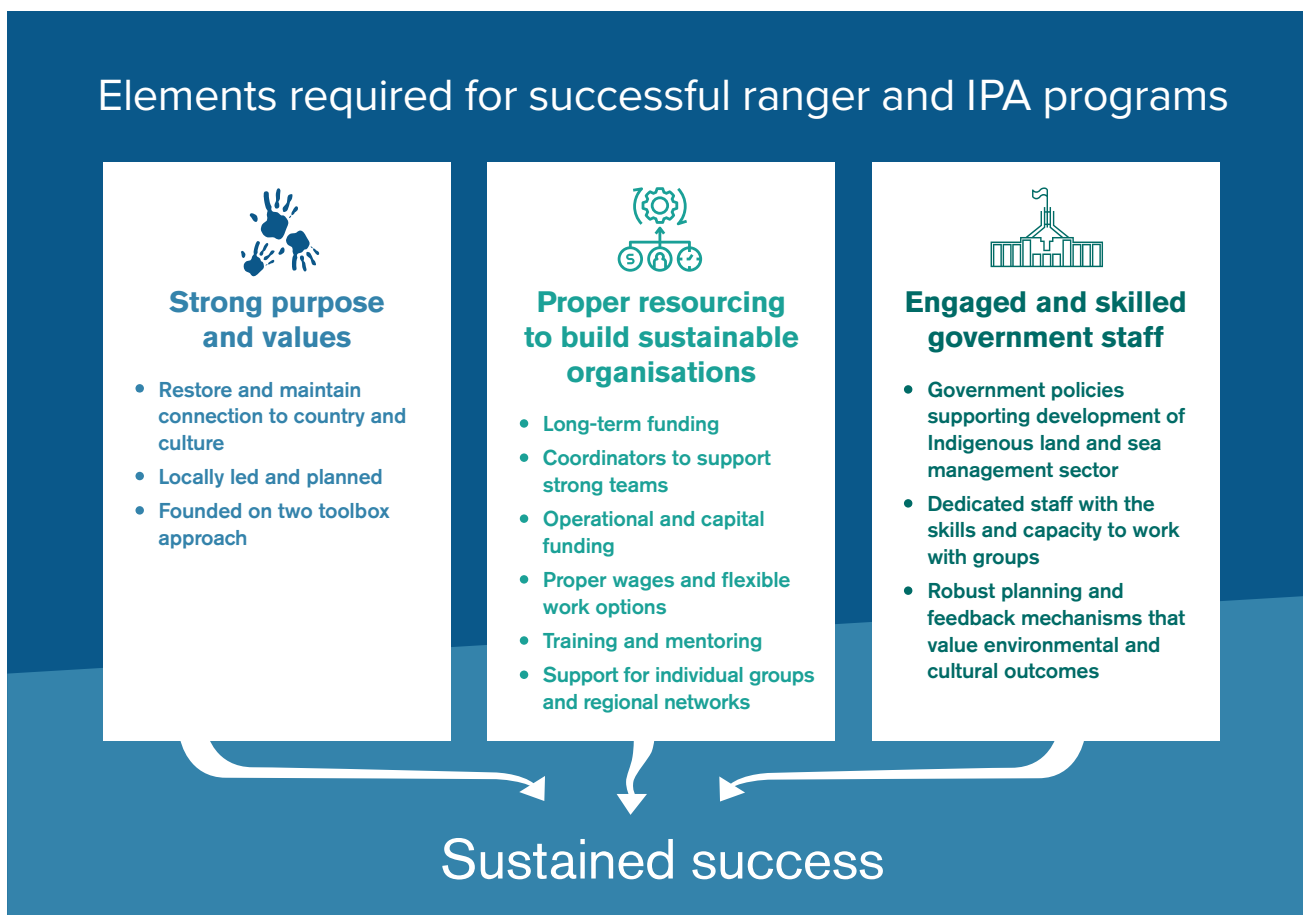 Elements required for successful ranger and IPA programs
Strong purpose
and values
• Restore and maintain
connection to country and
culture
• Locally led and planned
• Founded on two toolbox
approach
S
Proper resourcing
to build sustainable
organisations
• Long-term funding
• Coordinators to support
strong teams
• Operational and capital
funding
• Proper wages and flexible
work options
• Training and mentoring
• Support for individual groups
and regional networks
Engaged and skilled
government staff
• Government policies
supporting development of
Indigenous land and sea
management sector
• Dedicated staff with the
skills and capacity to work
with groups
• Robust planning and
feedback mechanisms that
value environmental and
cultural outcomes
Sustained success